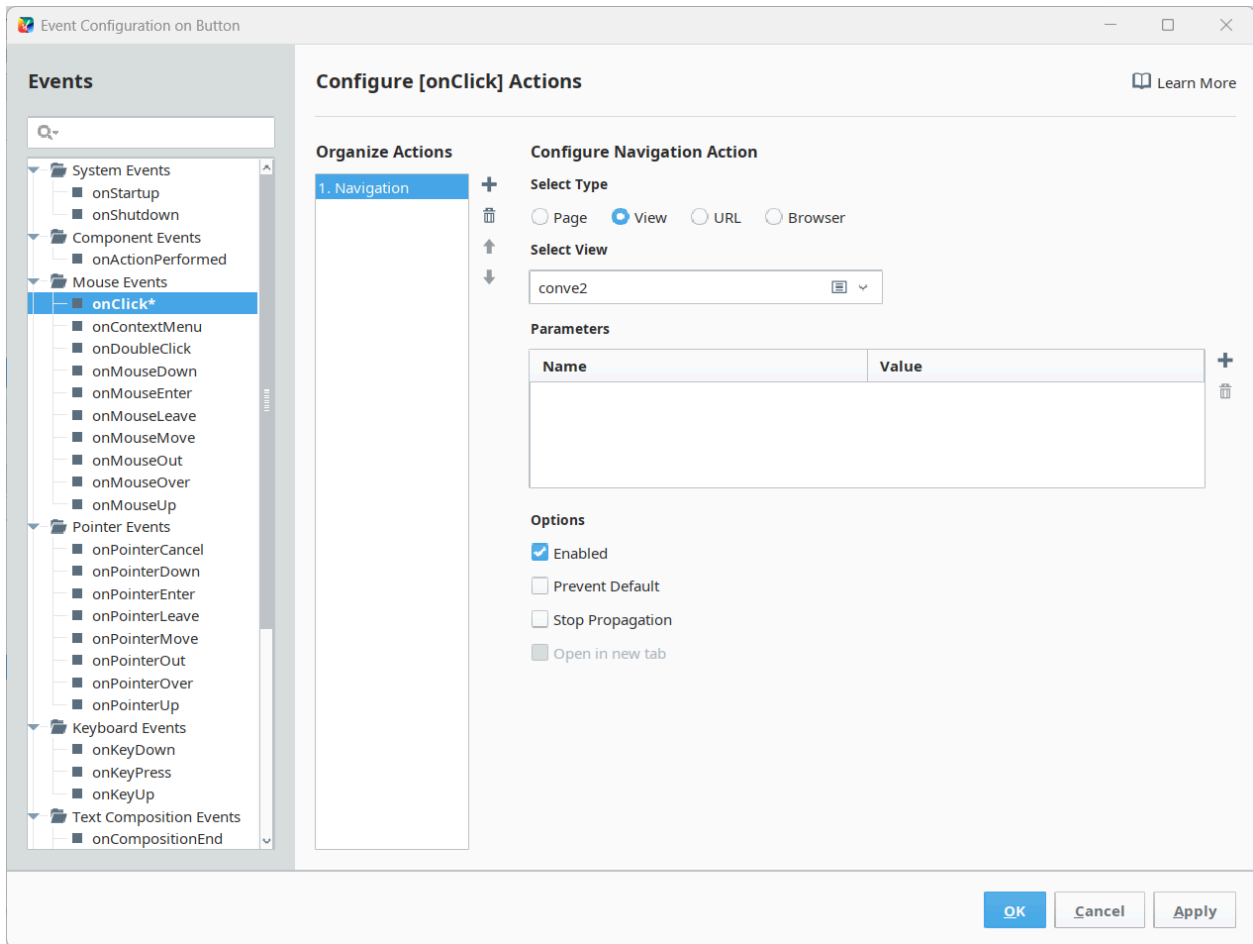 Event Configuration on Button
Events
System Events
onStartup
onShutdown
Component Events
onActionPerformed
Mouse Events
onClick*
onContextMenu
onDoubleClick
onMouseDown
onMouseEnter
onMouseLeave
onMouseMove
onMouseOut
onMouseOver
onMouseUp
Pointer Events
onPointerCancel
onPointerDown
onPointerEnter
onPointerLeave
onPointerMove
onPointerOut
onPointerOver
onPointerUp
Keyboard Events
onKeyDown
onKeyPress
onKeyUp
Text Composition Events
onCompositionEnd
Configure [onClick] Actions
Learn More
Organize Actions
1. Navigation
Configure Navigation Action
Select Type
Page View URL Browser
Select View
conve2
Parameters
Name Value
Options
Enabled
Prevent Default
Stop Propagation
Open in new tab
OK Cancel Apply